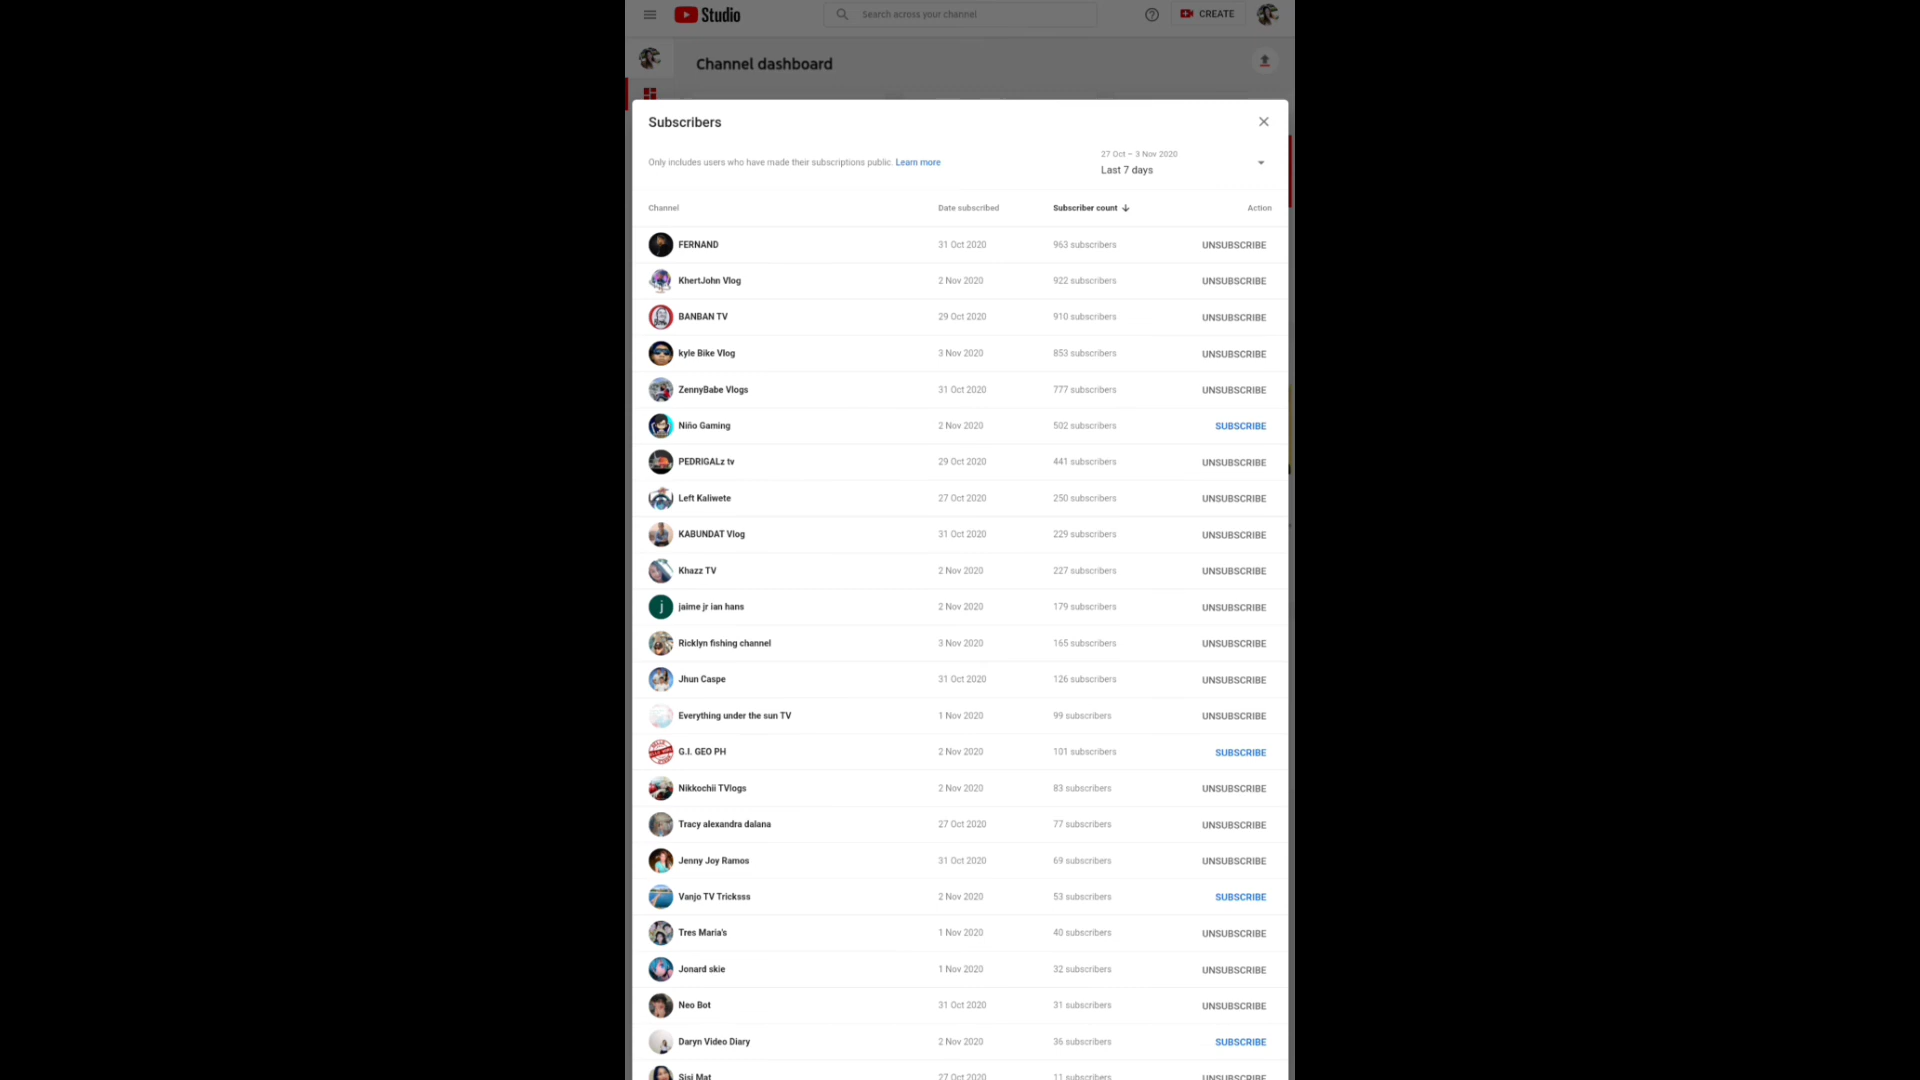 Studio
Search across your channel
CREATE
Channel dashboard
Subscribers
Only includes users who have made their subscriptions public. Learn more
27 Oct – 3 Nov 2020
Last 7 days
Channel Date subscribed Subscriber count Action
FERNAND 31 Oct 2020 963 subscribers UNSUBSCRIBE
KhertJohn Vlog 2 Nov 2020 922 subscribers UNSUBSCRIBE
BANBAN TV 29 Oct 2020 910 subscribers UNSUBSCRIBE
kyle Bike Vlog 3 Nov 2020 853 subscribers UNSUBSCRIBE
ZennyBabe Vlogs 31 Oct 2020 777 subscribers UNSUBSCRIBE
Niño Gaming 2 Nov 2020 502 subscribers SUBSCRIBE
PEDRIGALz tv 29 Oct 2020 441 subscribers UNSUBSCRIBE
Left Kaliwete 27 Oct 2020 250 subscribers UNSUBSCRIBE
KABUNDAT Vlog 31 Oct 2020 229 subscribers UNSUBSCRIBE
Khazz TV 2 Nov 2020 227 subscribers UNSUBSCRIBE
j jaime jr ian hans 2 Nov 2020 179 subscribers UNSUBSCRIBE
Ricklyn fishing channel 3 Nov 2020 165 subscribers UNSUBSCRIBE
Jhun Caspe 31 Oct 2020 126 subscribers UNSUBSCRIBE
Everything under the sun TV 1 Nov 2020 99 subscribers UNSUBSCRIBE
G.I. GEO PH 2 Nov 2020 101 subscribers SUBSCRIBE
Nikkochii TVlogs 2 Nov 2020 83 subscribers UNSUBSCRIBE
Tracy alexandra dalana 27 Oct 2020 77 subscribers UNSUBSCRIBE
Jenny Joy Ramos 31 Oct 2020 69 subscribers UNSUBSCRIBE
Vanjo TV Tricksss 2 Nov 2020 53 subscribers SUBSCRIBE
Tres Maria's 1 Nov 2020 40 subscribers UNSUBSCRIBE
Jonard skie 1 Nov 2020 32 subscribers UNSUBSCRIBE
Neo Bot 31 Oct 2020 31 subscribers UNSUBSCRIBE
Daryn Video Diary 2 Nov 2020 36 subscribers SUBSCRIBE
Sisi Mat 27 Oct 2020 11 subscribers UNSUBSCRIBE